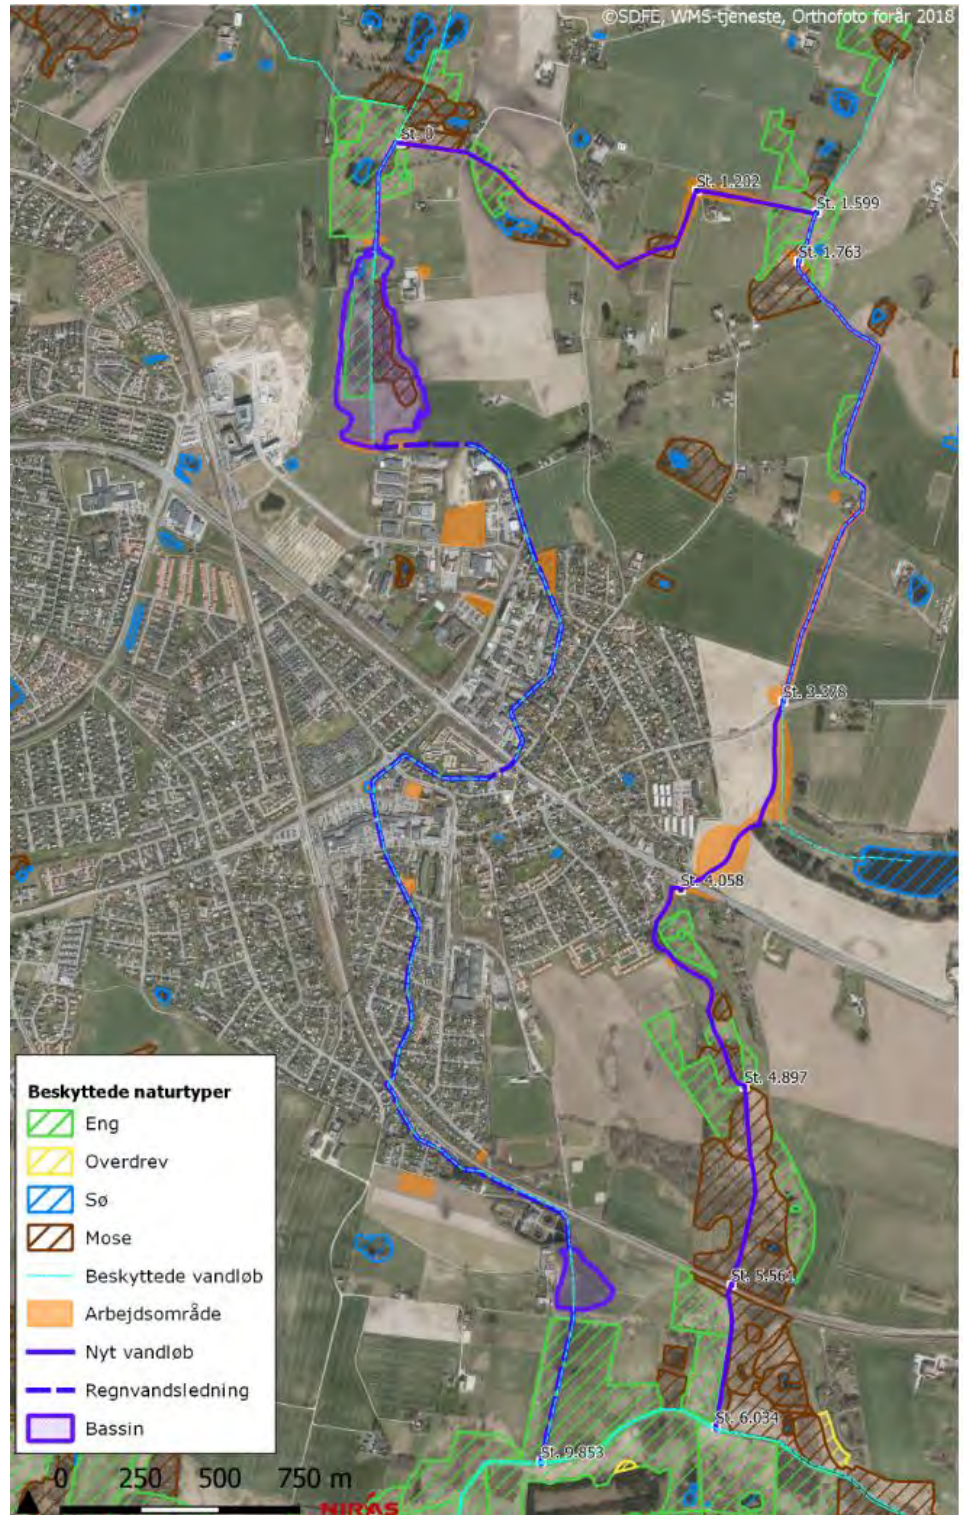 ©SDFE, WMS-tjeneste, Orthofoto forår 2018
St. 0
St. 1.202
St. 1.599
St. 1.763
St. 3.378
St. 4.058
St. 4.897
St. 5.561
St. 6.034
St. 9.853
Beskyttede naturtyper
Eng
Overdrev
Sø
Mose
Beskyttede vandløb
Arbejdsområde
Nyt vandløb
Regnvandsledning
Bassin
0 250 500 750 m
NIRAS